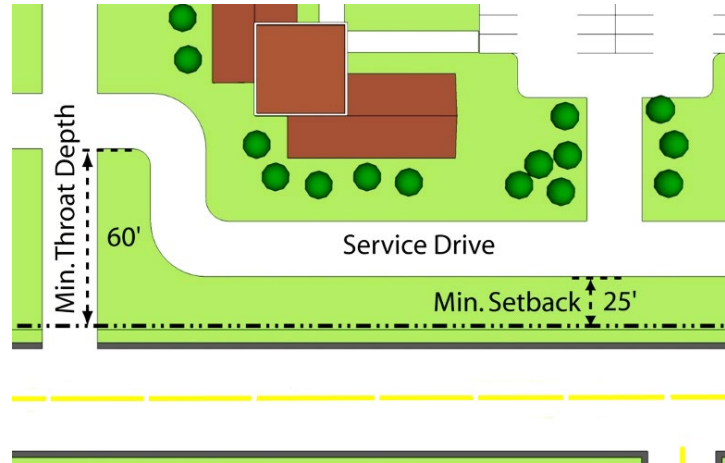 Min. Throat Depth
60'
Service Drive
Min. Setback
25'